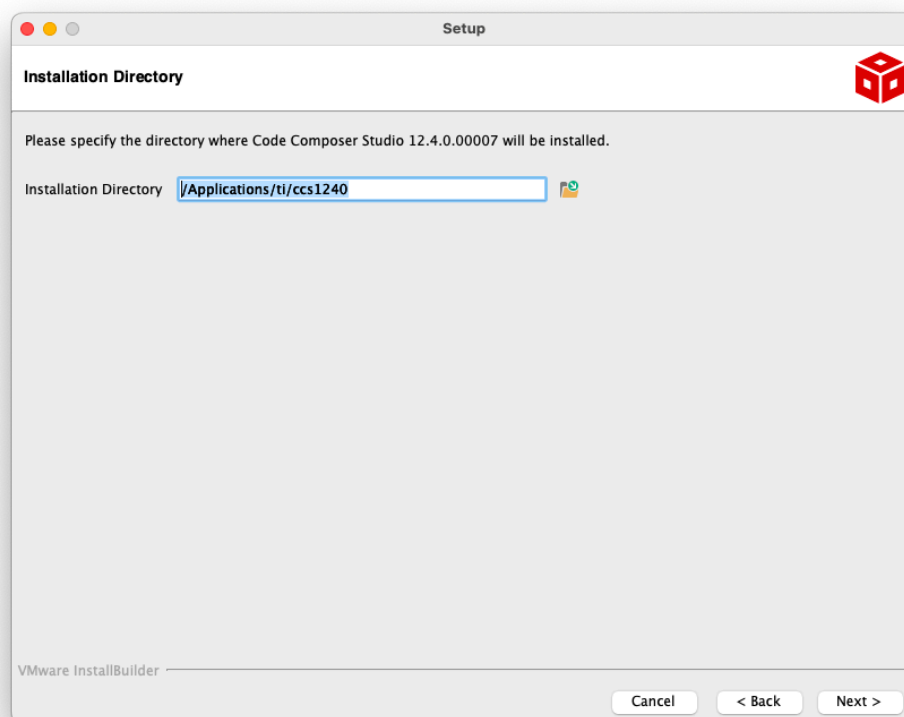 Setup
Installation Directory
Please specify the directory where Code Composer Studio 12.4.0.00007 will be installed.
Installation Directory /Applications/ti/ccs1240
VMware InstallBuilder
Cancel < Back Next >